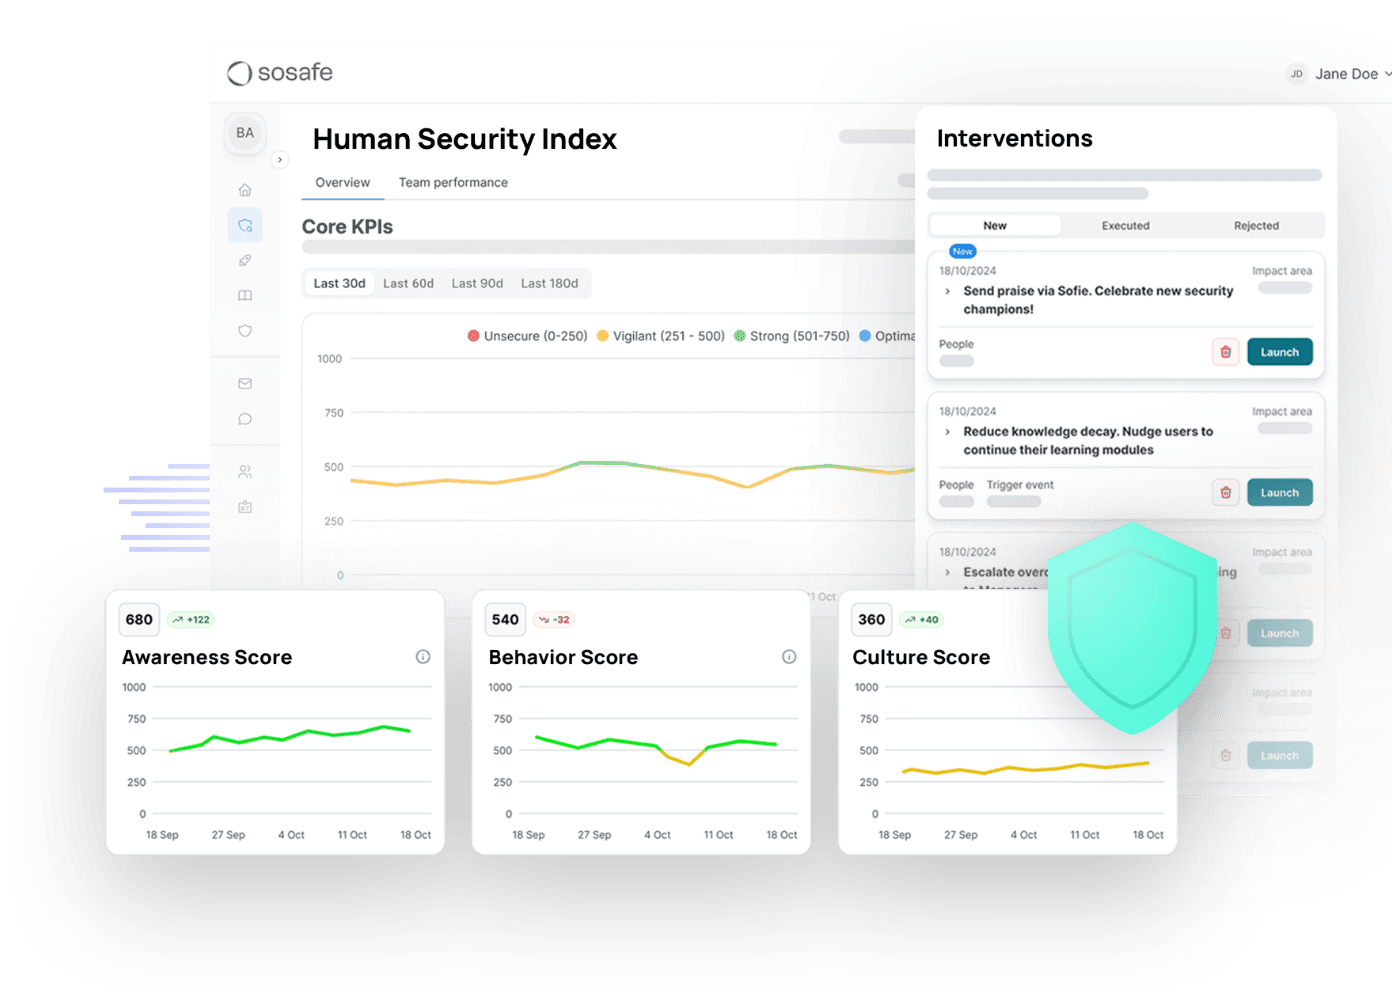 sosafe
JD Jane Doe
BA
Human Security Index
Overview Team performance
Core KPIs
Last 30d Last 60d Last 90d Last 180d
Unsecure (0-250) Vigilant (251 - 500) Strong (501-750) Optima
1000
750
500
250
0
11 Oct
Interventions
New Executed Rejected
New
18/10/2024 Impact area
Send praise via Sofie. Celebrate new security
champions!
People
Launch
18/10/2024 Impact area
Reduce knowledge decay. Nudge users to
continue their learning modules
People Trigger event
Launch
18/10/2024 Impact area
Escalate
Launch
Impact area
Launch
680 +122
Awareness Score
1000
750
500
250
0
18 Sep 27 Sep 4 Oct 11 Oct 18 Oct
540 -32
Behavior Score
1000
750
500
250
0
18 Sep 27 Sep 4 Oct 11 Oct 18 Oct
360 +40
Culture Score
1000
750
500
250
0
18 Sep 27 Sep 4 Oct 11 Oct 18 Oct